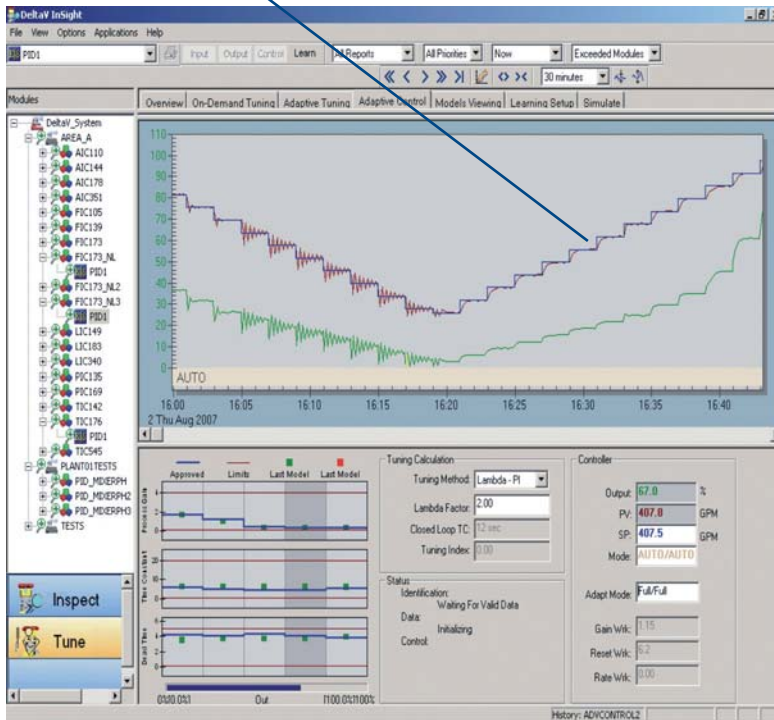 DeltaV InSight
File View Options Applications Help
PID1 Input Output Control Learn All Reports All Priorities Now Exceeded Modules
30 minutes
Modules
Overview On-Demand Tuning Adaptive Tuning Adaptive Control Models Viewing Learning Setup Simulate
DeltaV_System
AREA_A
AIC110
AIC144
AIC178
AIC351
FIC105
FIC139
FIC173
FIC173_NL
PID1
FIC173_NL2
FIC173_NL3
PID1
LIC149
LIC183
LIC340
PIC135
PIC169
TIC142
TIC176
PID1
TIC545
PLANT01TESTS
PID_MIXERPH
PID_MIXERPH2
PID_MIXERPH3
TESTS
Inspect
Tune
110
100
90
80
70
60
50
40
30
20
10
0
AUTO
16:00 16:05 16:10 16:15 16:20 16:25 16:30 16:35 16:40
2 Thu Aug 2007
Approved Limits Last Model Last Model
Process Gain
Time Constant
Dead Time
Out
Tuning Calculation
Tuning Method: Lambda - PI
Lambda Factor: 2.00
Closed Loop TC: 12 sec
Tuning Index: 0.00
Status
Identification:
Waiting For Valid Data
Data:
Initializing
Control:
Controller
Output: 67.0 %
PV: 407.0 GPM
SP: 407.5 GPM
Mode: AUTO/AUTO
Adapt Mode: Full/Full
Gain Wrk: 1.15
Reset Wrk: 6.2
Rate Wrk: 0.00
History: ADVCONTROL2